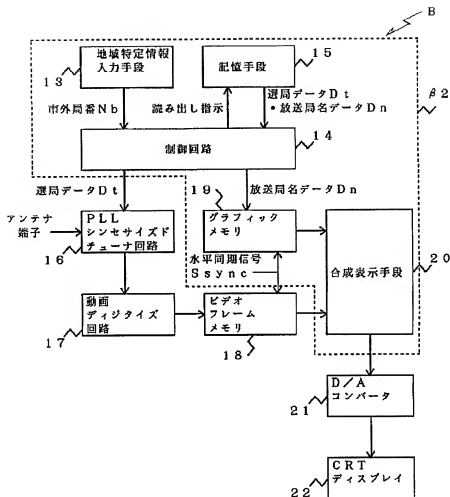 B
地域特定情報
入力手段
13
記憶手段
15
β2
市外局番Nb
読み出し指示
選局データDt
・放送局名データDn
制御回路
14
選局データDt
放送局名データDn
アンテナ
端子
PLL
シンセサイズド
チューナ回路
16
19
グラフィック
メモリ
水平同期信号
Ssync
合成表示手段
20
動画
ディジタイズ
回路
17
ビデオ
フレーム
メモリ
18
D/A
コンバータ
21
CRT
ディスプレイ
22